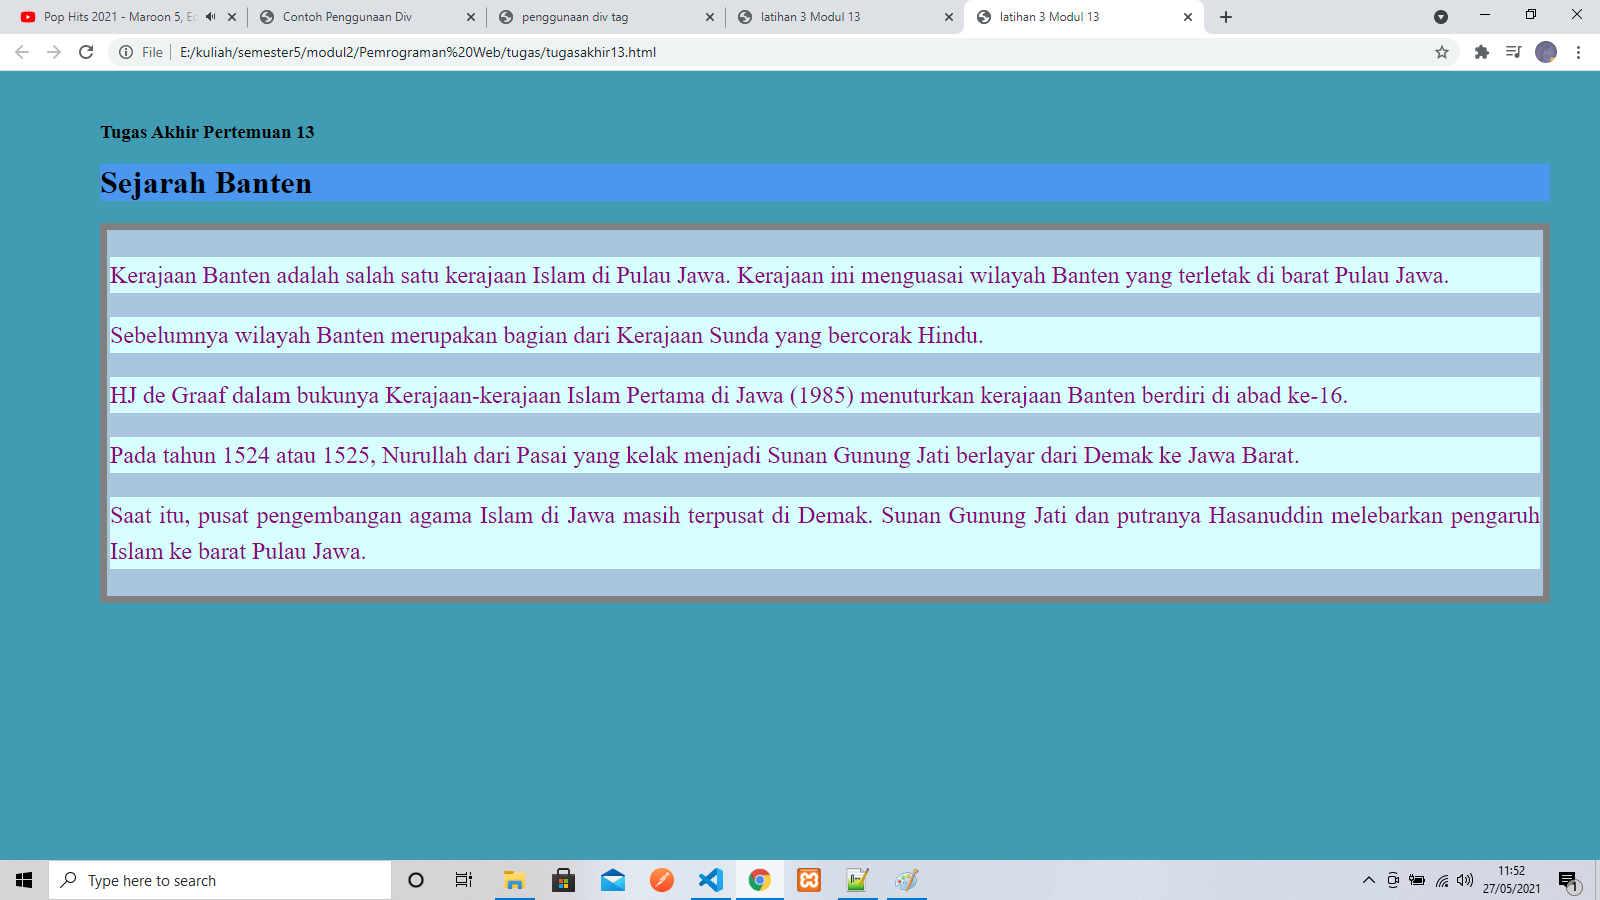 Pop Hits 2021 - Maroon 5, Ec
Contoh Penggunaan Div
penggunaan div tag
latihan 3 Modul 13
latihan 3 Modul 13
File
E:/kuliah/semester5/modul2/Pemrograman%20Web/tugas/tugasakhir13.html
Tugas Akhir Pertemuan 13
Sejarah Banten
Kerajaan Banten adalah salah satu kerajaan Islam di Pulau Jawa. Kerajaan ini menguasai wilayah Banten yang terletak di barat Pulau Jawa.
Sebelumnya wilayah Banten merupakan bagian dari Kerajaan Sunda yang bercorak Hindu.
HJ de Graaf dalam bukunya Kerajaan-kerajaan Islam Pertama di Jawa (1985) menuturkan kerajaan Banten berdiri di abad ke-16.
Pada tahun 1524 atau 1525, Nurullah dari Pasai yang kelak menjadi Sunan Gunung Jati berlayar dari Demak ke Jawa Barat.
Saat itu, pusat pengembangan agama Islam di Jawa masih terpusat di Demak. Sunan Gunung Jati dan putranya Hasanuddin melebarkan pengaruh
Islam ke barat Pulau Jawa.
Type here to search
11:52
27/05/2021
1